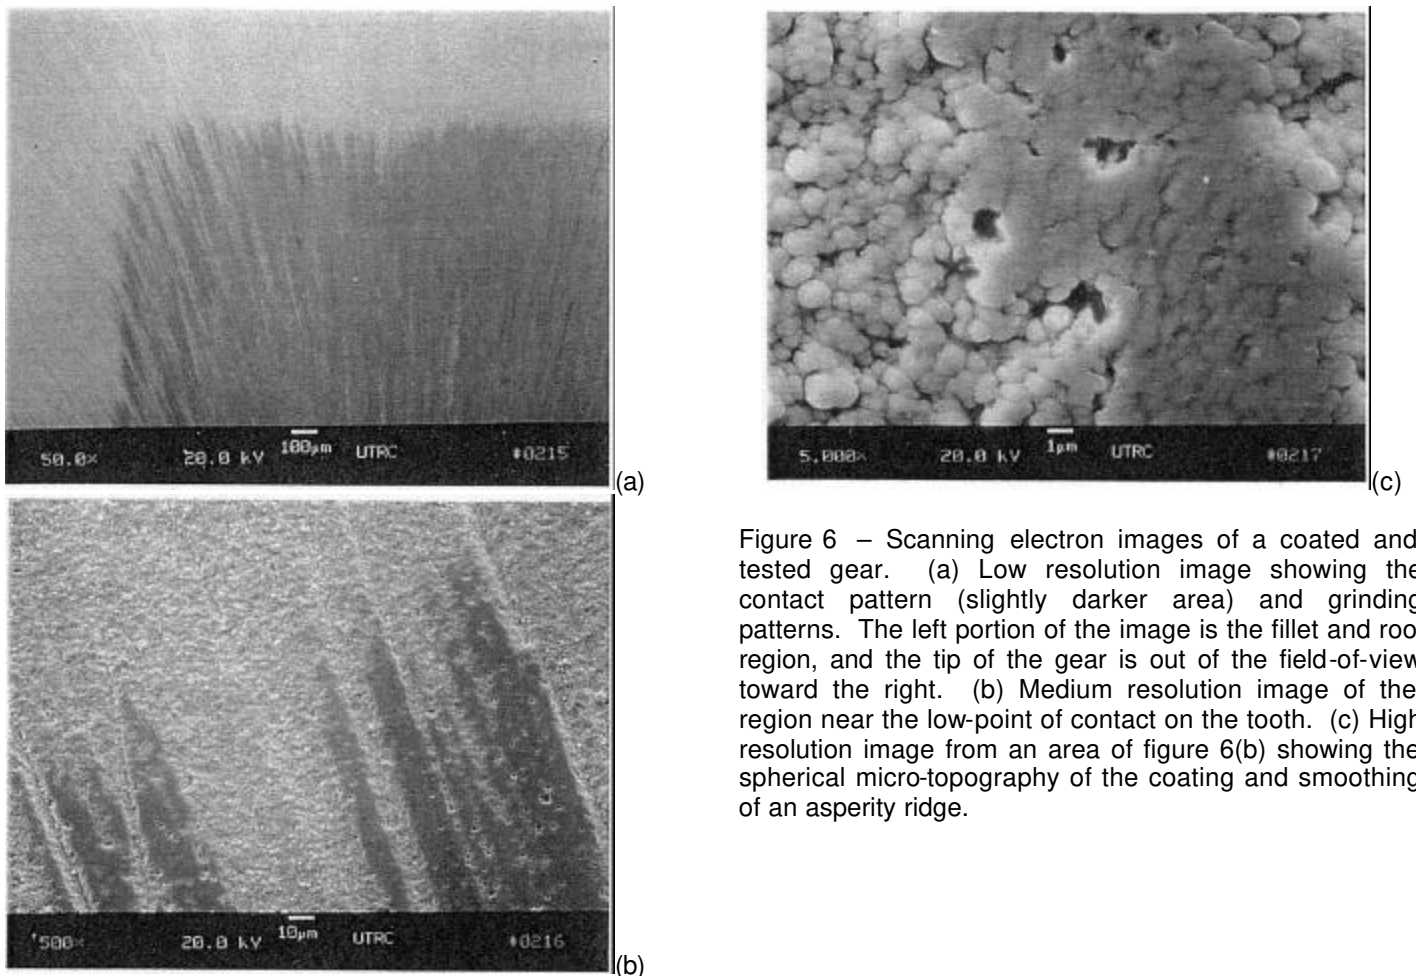 50.0× 20.0 kV 100µm UTRC #0215
(a)
500× 20.0 kV 10µm UTRC #0216
(b)
5.000× 20.0 kV 1µm UTRC #0217
(c)
Figure 6 – Scanning electron images of a coated and
tested gear. (a) Low resolution image showing the
contact pattern (slightly darker area) and grinding
patterns. The left portion of the image is the fillet and roo
region, and the tip of the gear is out of the field-of-view
toward the right. (b) Medium resolution image of the
region near the low-point of contact on the tooth. (c) High
resolution image from an area of figure 6(b) showing the
spherical micro-topography of the coating and smoothing
of an asperity ridge.